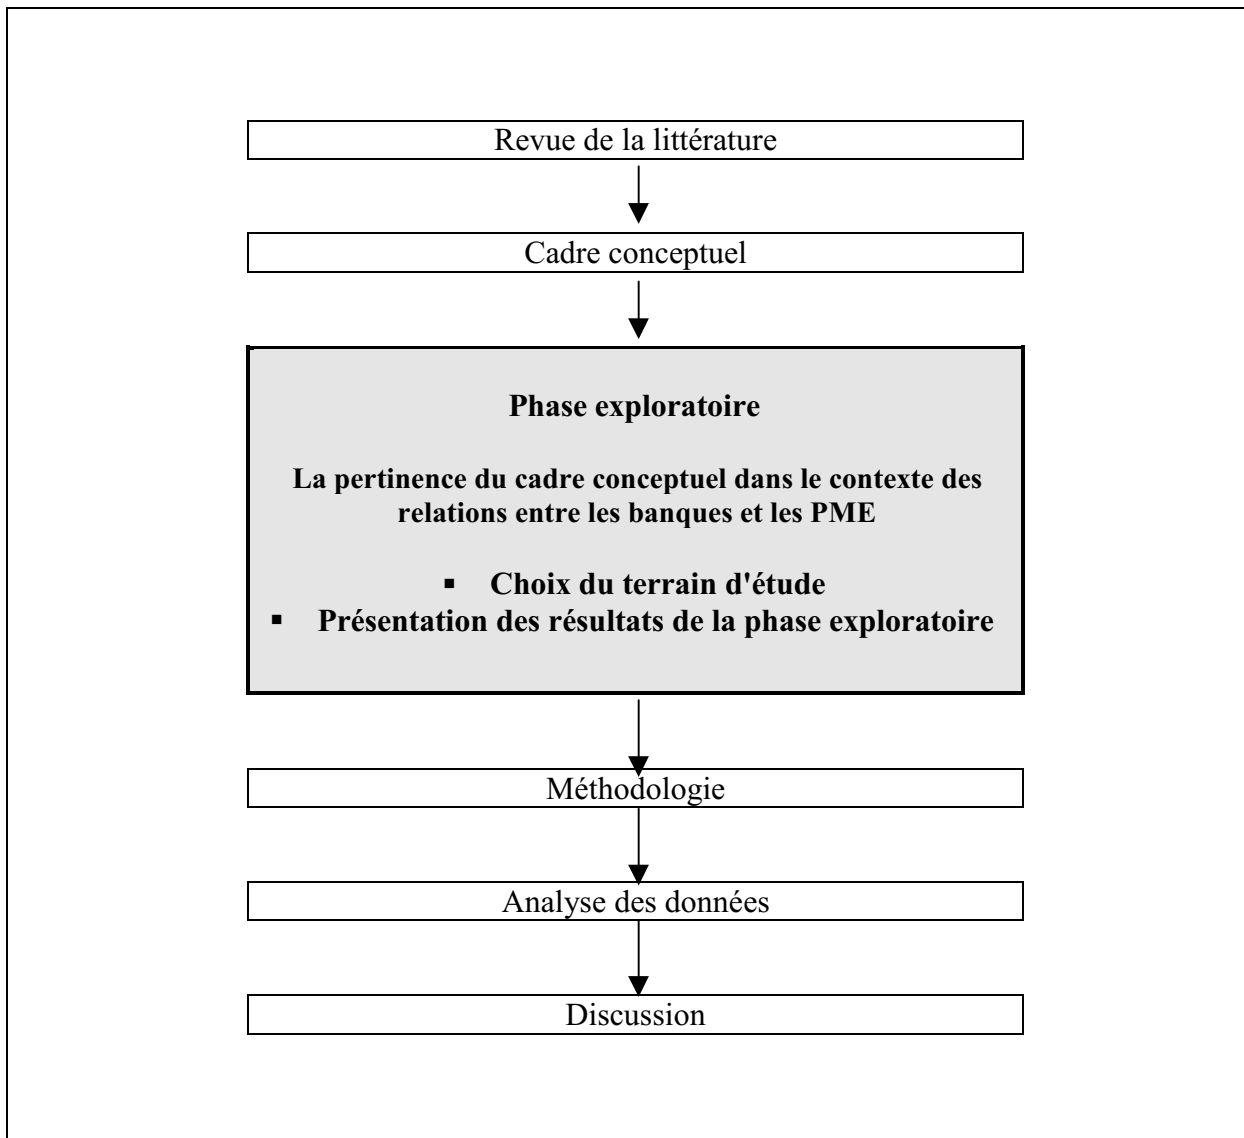 Revue de la littérature
Cadre conceptuel
Phase exploratoire
La pertinence du cadre conceptuel dans le contexte des
relations entre les banques et les PME
▪ Choix du terrain d'étude
▪ Présentation des résultats de la phase exploratoire
Méthodologie
Analyse des données
Discussion